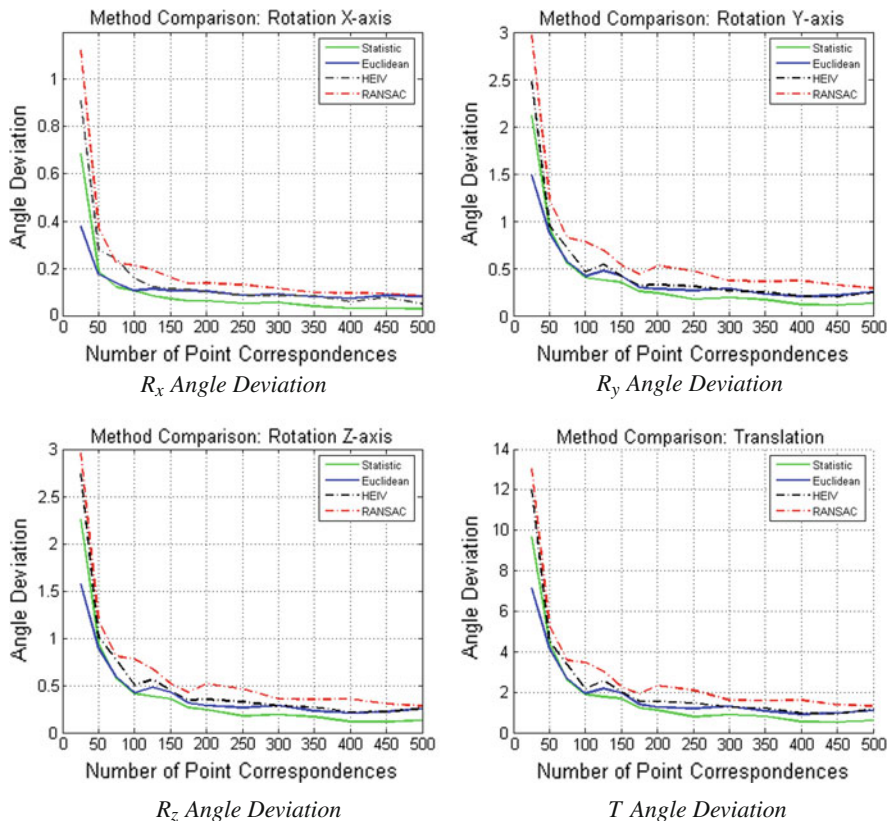 Method Comparison: Rotation X-axis
Angle Deviation
1
0.8
0.6
0.4
0.2
0
Statistic
Euclidean
HEIV
RANSAC
0 50 100 150 200 250 300 350 400 450 500
Number of Point Correspondences
R_x Angle Deviation
Method Comparison: Rotation Y-axis
Angle Deviation
3
2.5
2
1.5
1
0.5
0
Statistic
Euclidean
HEIV
RANSAC
0 50 100 150 200 250 300 350 400 450 500
Number of Point Correspondences
R_y Angle Deviation
Method Comparison: Rotation Z-axis
Angle Deviation
3
2.5
2
1.5
1
0.5
0
Statistic
Euclidean
HEIV
RANSAC
0 50 100 150 200 250 300 350 400 450 500
Number of Point Correspondences
R_z Angle Deviation
Method Comparison: Translation
Angle Deviation
14
12
10
8
6
4
2
0
Statistic
Euclidean
HEIV
RANSAC
0 50 100 150 200 250 300 350 400 450 500
Number of Point Correspondences
T Angle Deviation